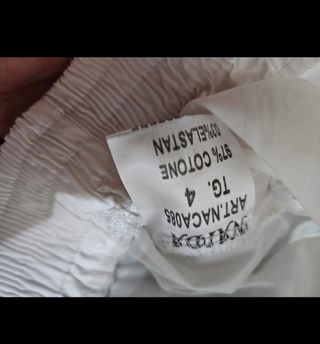 ART.NACA085
TG. 4
97% COTONE
03%ELASTAN